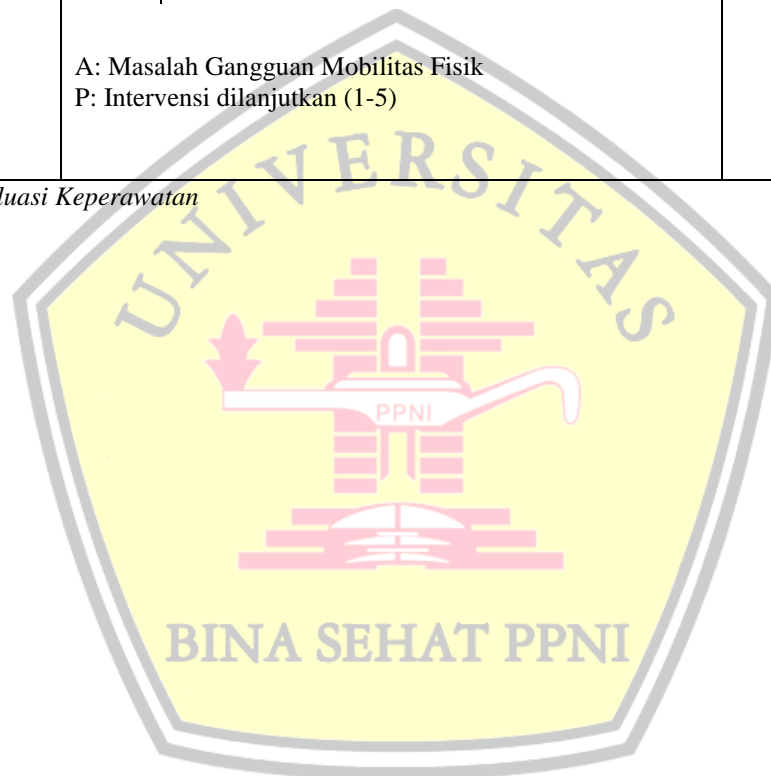 A: Masalah Gangguan Mobilitas Fisik
P: Intervensi dilanjutkan (1-5)
luasi Keperawatan
UNIVERSITAS
PPNI
BINA SEHAT PPNI